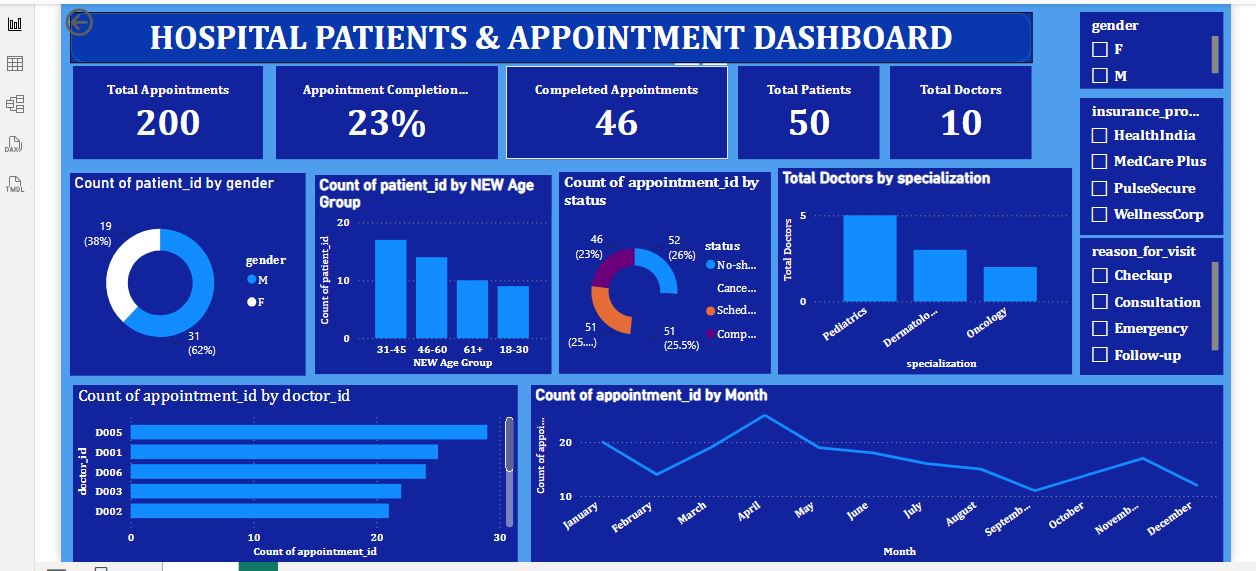 HOSPITAL PATIENTS & APPOINTMENT DASHBOARD
Total Appointments
200
Appointment Completion...
23%
Compeleted Appointments
46
Total Patients
50
Total Doctors
10
gender
F
M
insurance_pro...
HealthIndia
MedCare Plus
PulseSecure
WellnessCorp
reason_for_visit
Checkup
Consultation
Emergency
Follow-up
Count of patient_id by gender
19
(38%)
31
(62%)
gender
M
F
Count of patient_id by NEW Age
Group
Count of patient_id
20
10
0
31-45 46-60 61+ 18-30
NEW Age Group
Count of appointment_id by
status
46
(23%)
52
(26%)
51
(25....)
51
(25.5%)
status
No-sh...
Cance...
Sched...
Comp...
Total Doctors by specialization
Total Doctors
5
0
Pediatrics
Dermatolo...
Oncology
specialization
Count of appointment_id by doctor_id
doctor_id
D005
D001
D006
D003
D002
0 10 20 30
Count of appointment_id
Count of appointment_id by Month
Count of appoi...
20
10
January
February
March
April
May
June
July
August
Septemb...
October
Novemb...
December
Month
DAX
TMDL